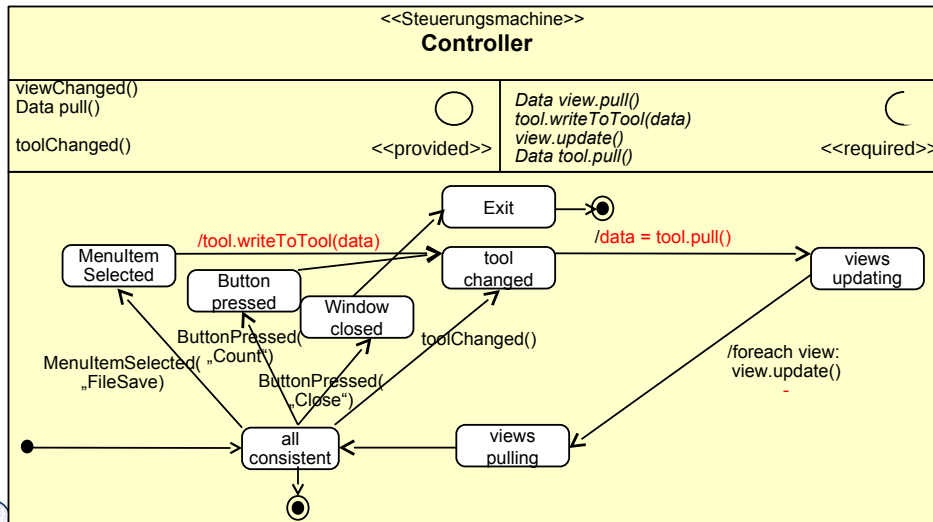 <<Steuerungsmachine>>
Controller
viewChanged()
Data pull()
toolChanged()
<<provided>>
Data view.pull()
tool.writeToTool(data)
view.update()
Data tool.pull()
<<required>>
Exit
/tool.writeToTool(data)
/data = tool.pull()
MenuItem
Selected
Button
pressed
Window
closed
tool
changed
views
updating
ButtonPressed(
„Count“)
toolChanged()
MenuItemSelected(
„FileSave)
ButtonPressed(
„Close“)
/foreach view:
view.update()
-
all
consistent
views
pulling